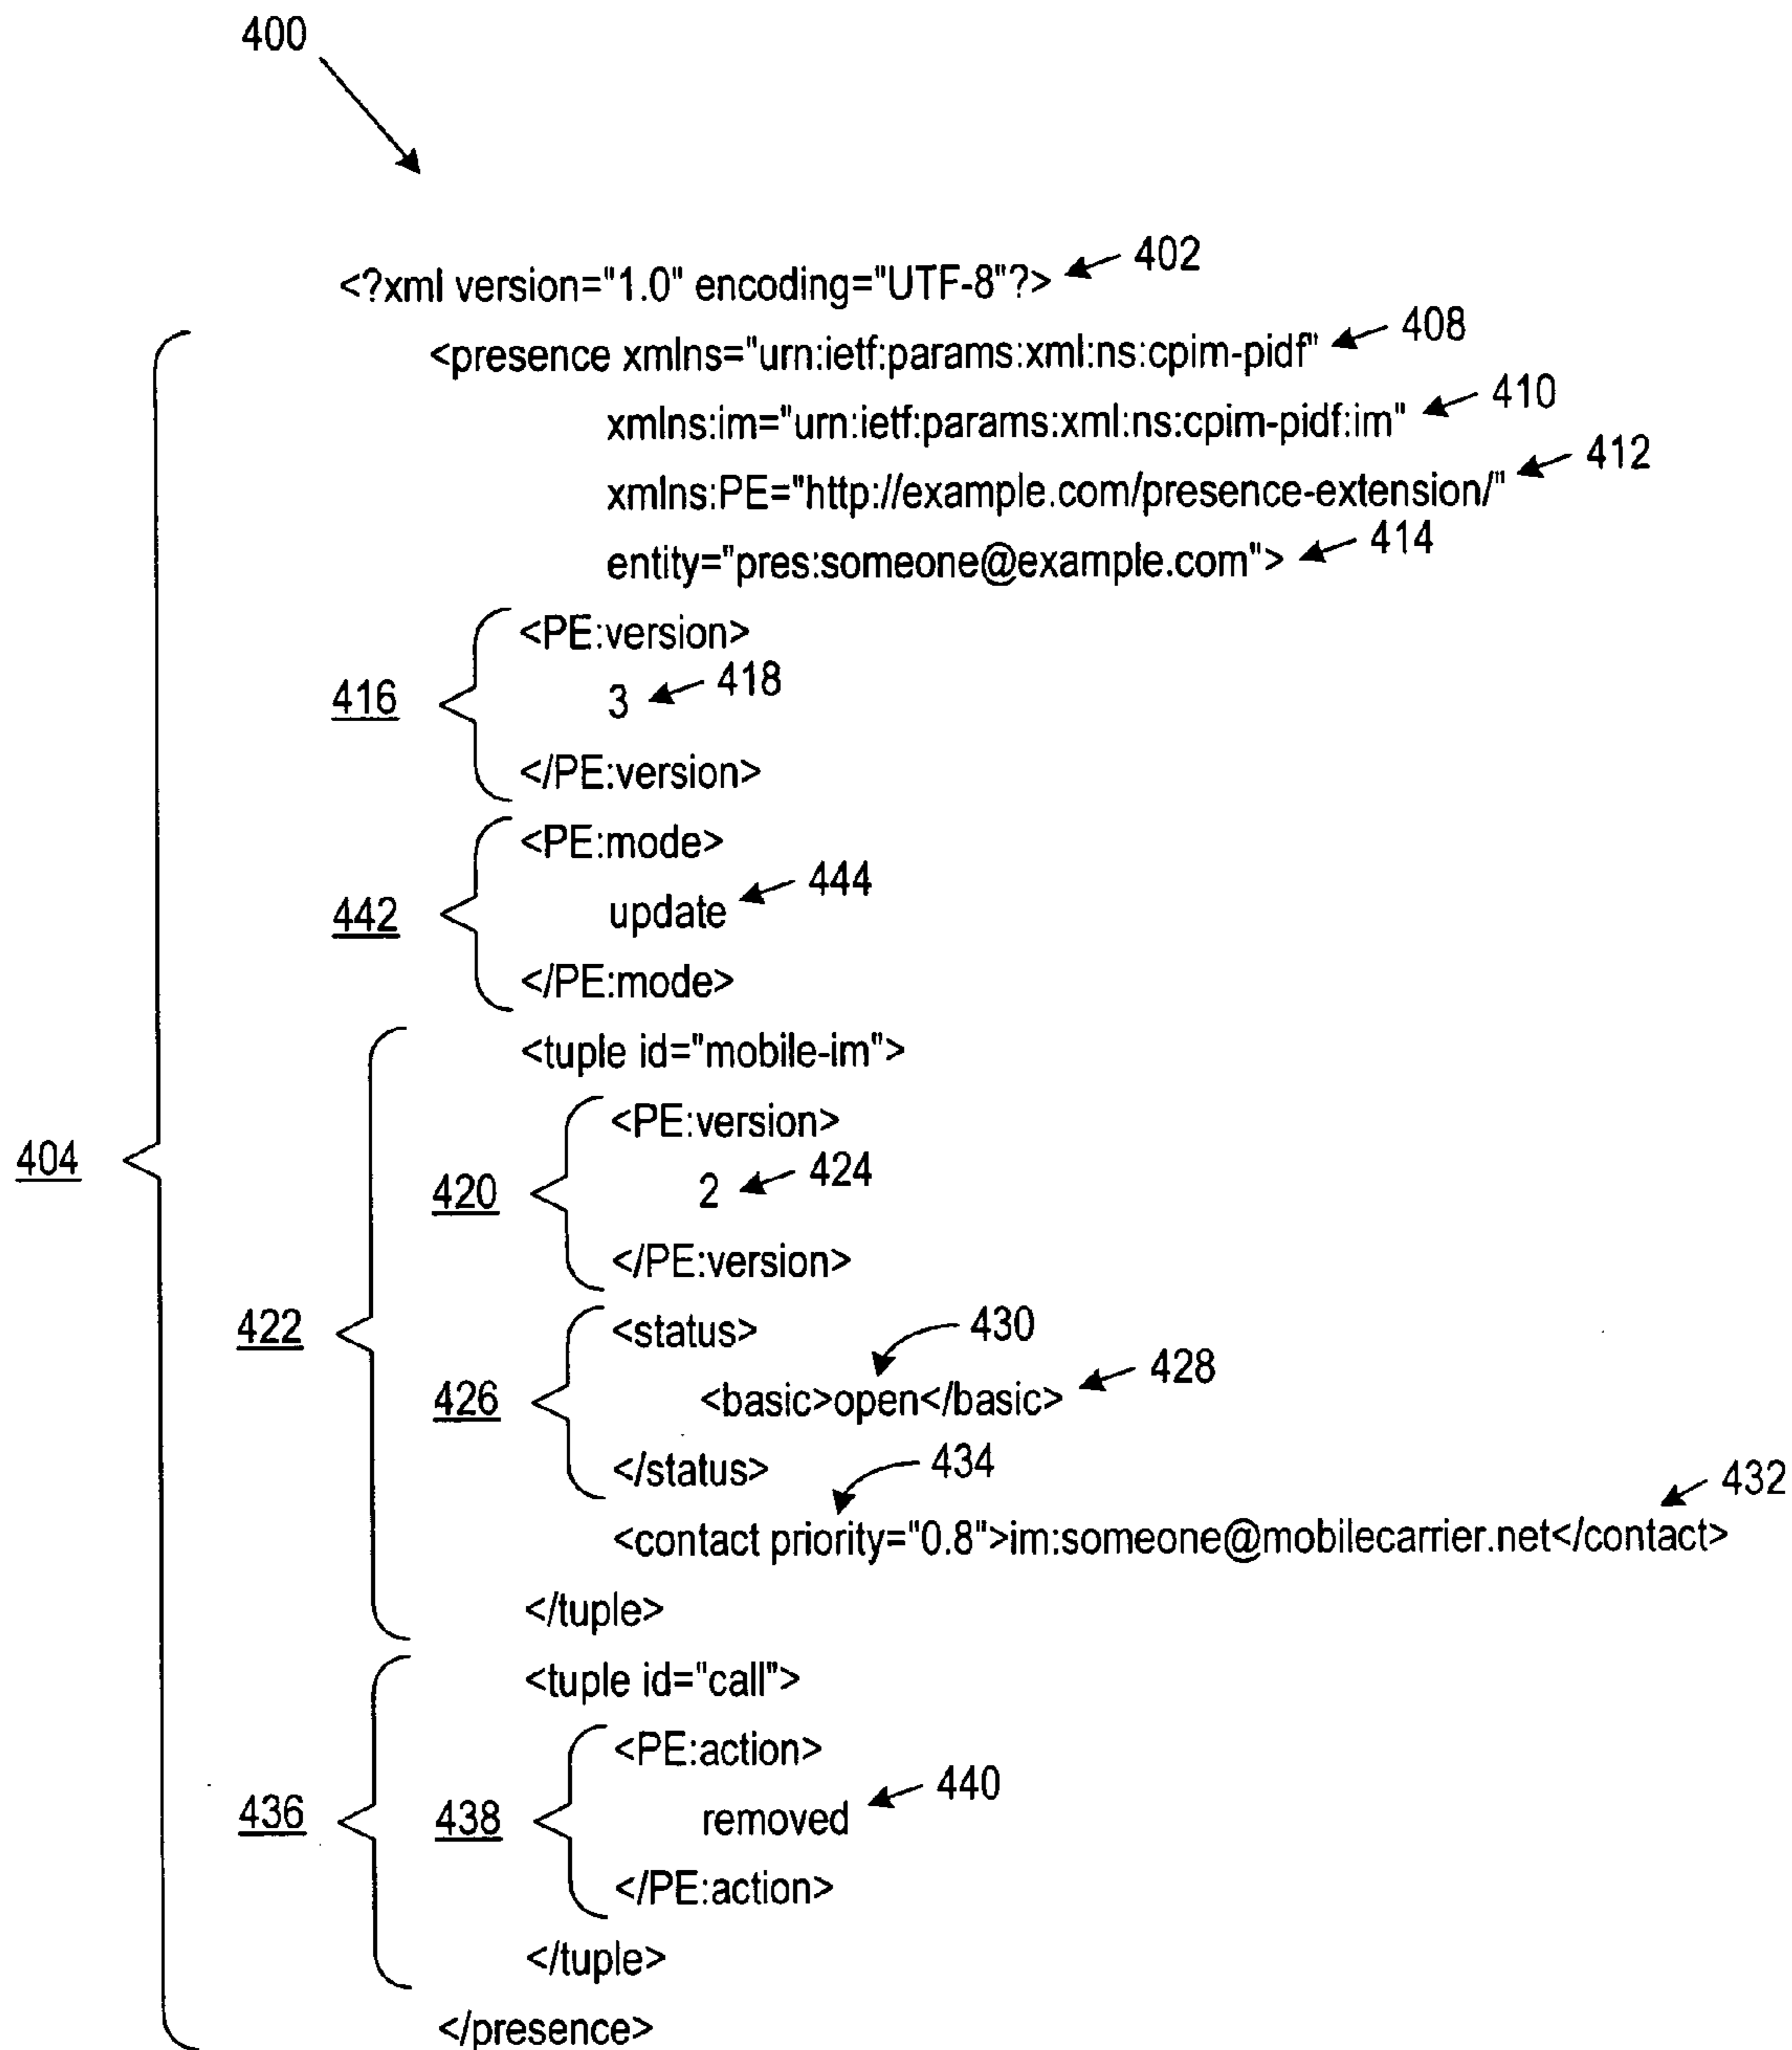 400
<?xml version="1.0" encoding="UTF-8"?> 402
<presence xmlns="urn:ietf:params:xml:ns:cpim-pidf" 408
xmlns:im="urn:ietf:params:xml:ns:cpim-pidf:im" 410
xmlns:PE="http://example.com/presence-extension/" 412
entity="pres:someone@example.com"> 414
<PE:version>
416 3 418
</PE:version>
<PE:mode>
442 update 444
</PE:mode>
<tuple id="mobile-im">
<PE:version>
404 420 2 424
</PE:version>
422 <status> 430
426 <basic>open</basic> 428
</status> 434
<contact priority="0.8">im:someone@mobilecarrier.net</contact> 432
</tuple>
<tuple id="call">
<PE:action>
436 438 removed 440
</PE:action>
</tuple>
</presence>